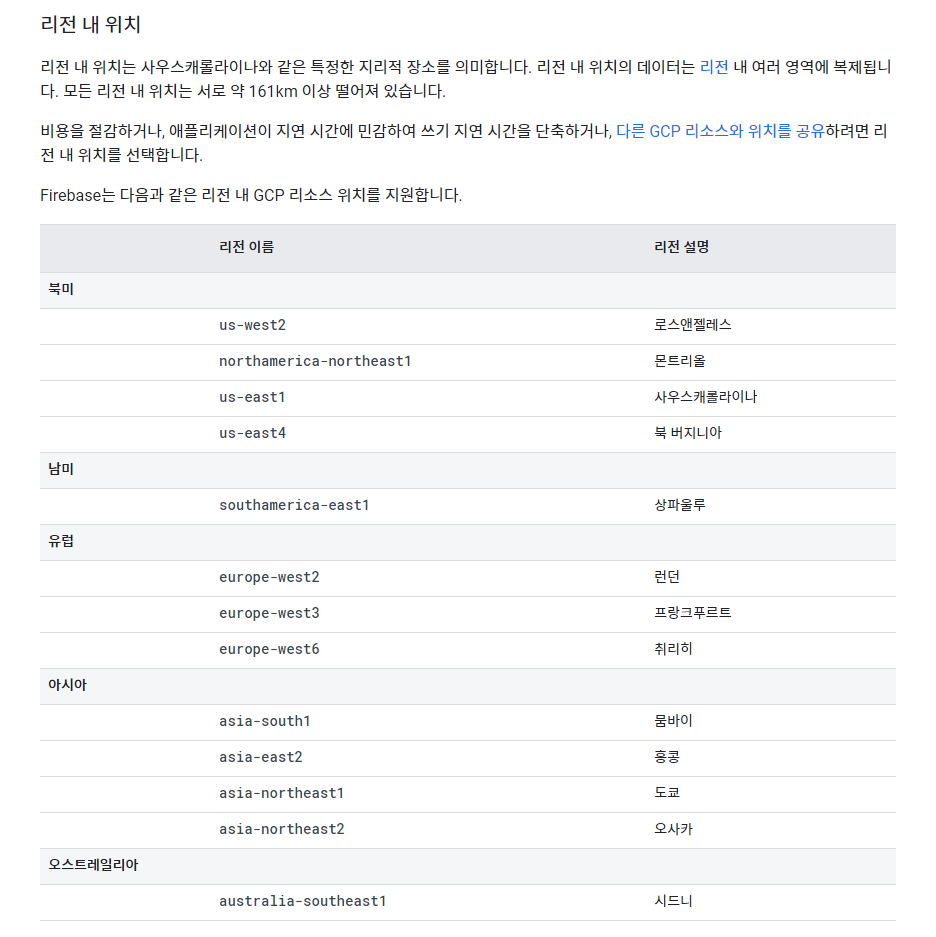 리전 내 위치
리전 내 위치는 사우스캐롤라이나와 같은 특정한 지리적 장소를 의미합니다. 리전 내 위치의 데이터는 리전 내 여러 영역에 복제됩니
다. 모든 리전 내 위치는 서로 약 161km 이상 떨어져 있습니다.
비용을 절감하거나, 애플리케이션이 지연 시간에 민감하여 쓰기 지연 시간을 단축하거나, 다른 GCP 리소스와 위치를 공유하려면 리
전 내 위치를 선택합니다.
Firebase는 다음과 같은 리전 내 GCP 리소스 위치를 지원합니다.
리전 이름 리전 설명
북미
us-west2 로스앤젤레스
northamerica-northeast1 몬트리올
us-east1 사우스캐롤라이나
us-east4 북 버지니아
남미
southamerica-east1 상파울루
유럽
europe-west2 런던
europe-west3 프랑크푸르트
europe-west6 취리히
아시아
asia-south1 뭄바이
asia-east2 홍콩
asia-northeast1 도쿄
asia-northeast2 오사카
오스트레일리아
australia-southeast1 시드니